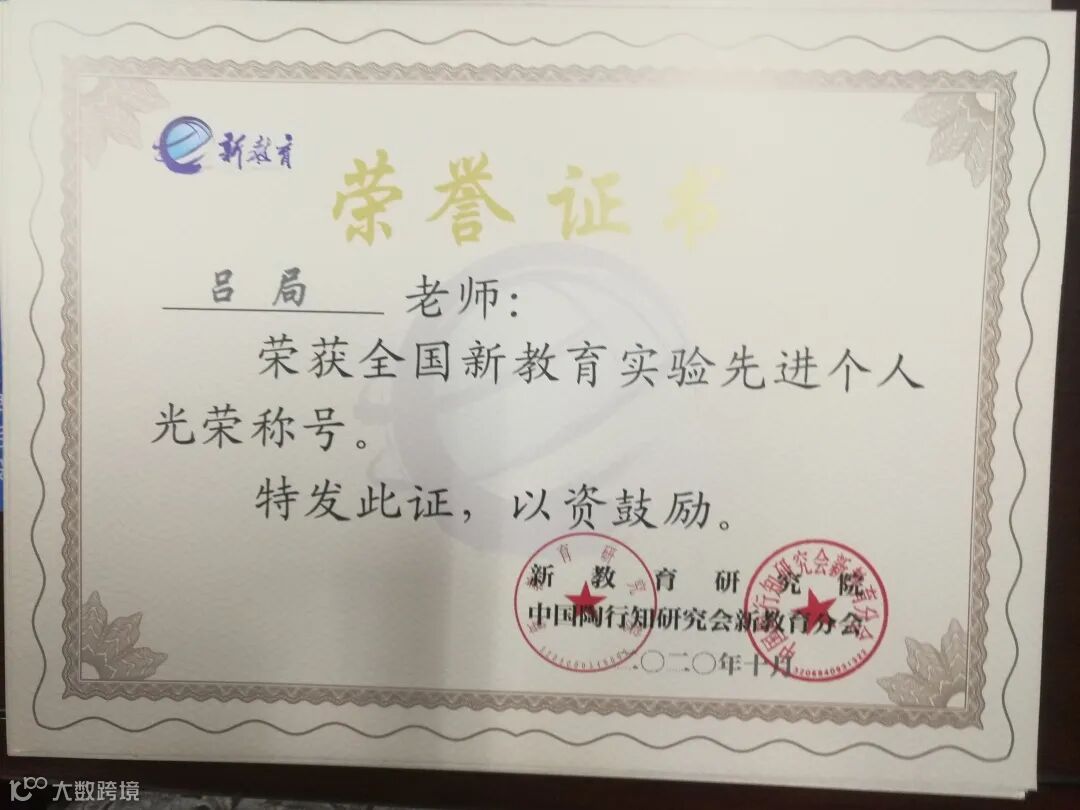 新教育
荣誉证书
吕局 老师:
荣获全国新教育实验先进个人
光荣称号。
特发此证，以资鼓励。
新教育研究院
中国陶行知研究会新教育分会
二〇二〇年十月
大数跨境